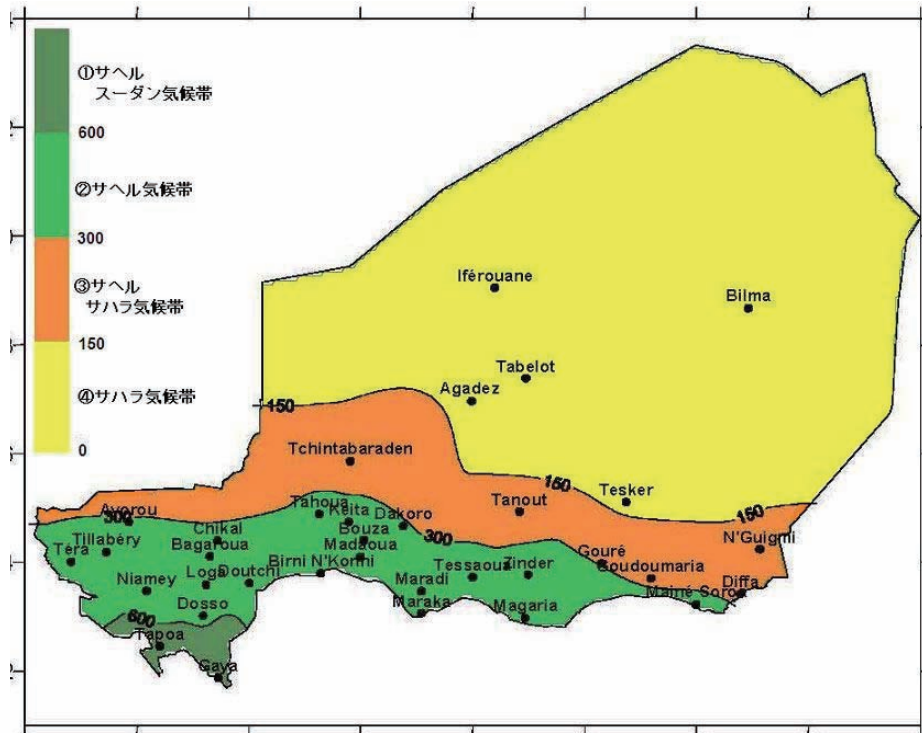 ①サヘル
スーダン気候帯
600
②サヘル気候帯
300
③サヘル
サハラ気候帯
150
④サハラ気候帯
0
Iférouane
Bilma
Tabelot
Agadez
150
Tchintabaraden
150
Tesker
Tanout
150
Tahoua
Keita
Dakoro
Ayorou
300
Chikal
Bouza
300
N'Guigmi
Tillabéry
Bagaroua
Madaoua
Gouré
Téra
Birni N'Konni
Tessaoua
Zinder
Goudoumaria
Niamey
Loga
Doutchi
Maradi
Diffa
Mainé Soro
Dosso
Maraka
Magaria
600
Tapoa
Gaya